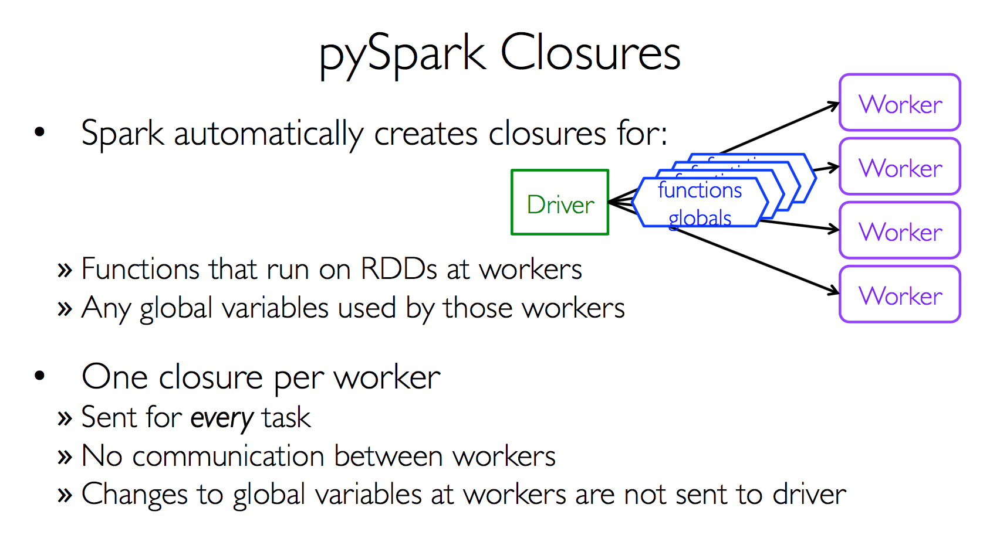 pySpark Closures
• Spark automatically creates closures for:
Driver
functions
globals
Worker
Worker
Worker
Worker
» Functions that run on RDDs at workers
» Any global variables used by those workers
• One closure per worker
» Sent for every task
» No communication between workers
» Changes to global variables at workers are not sent to driver